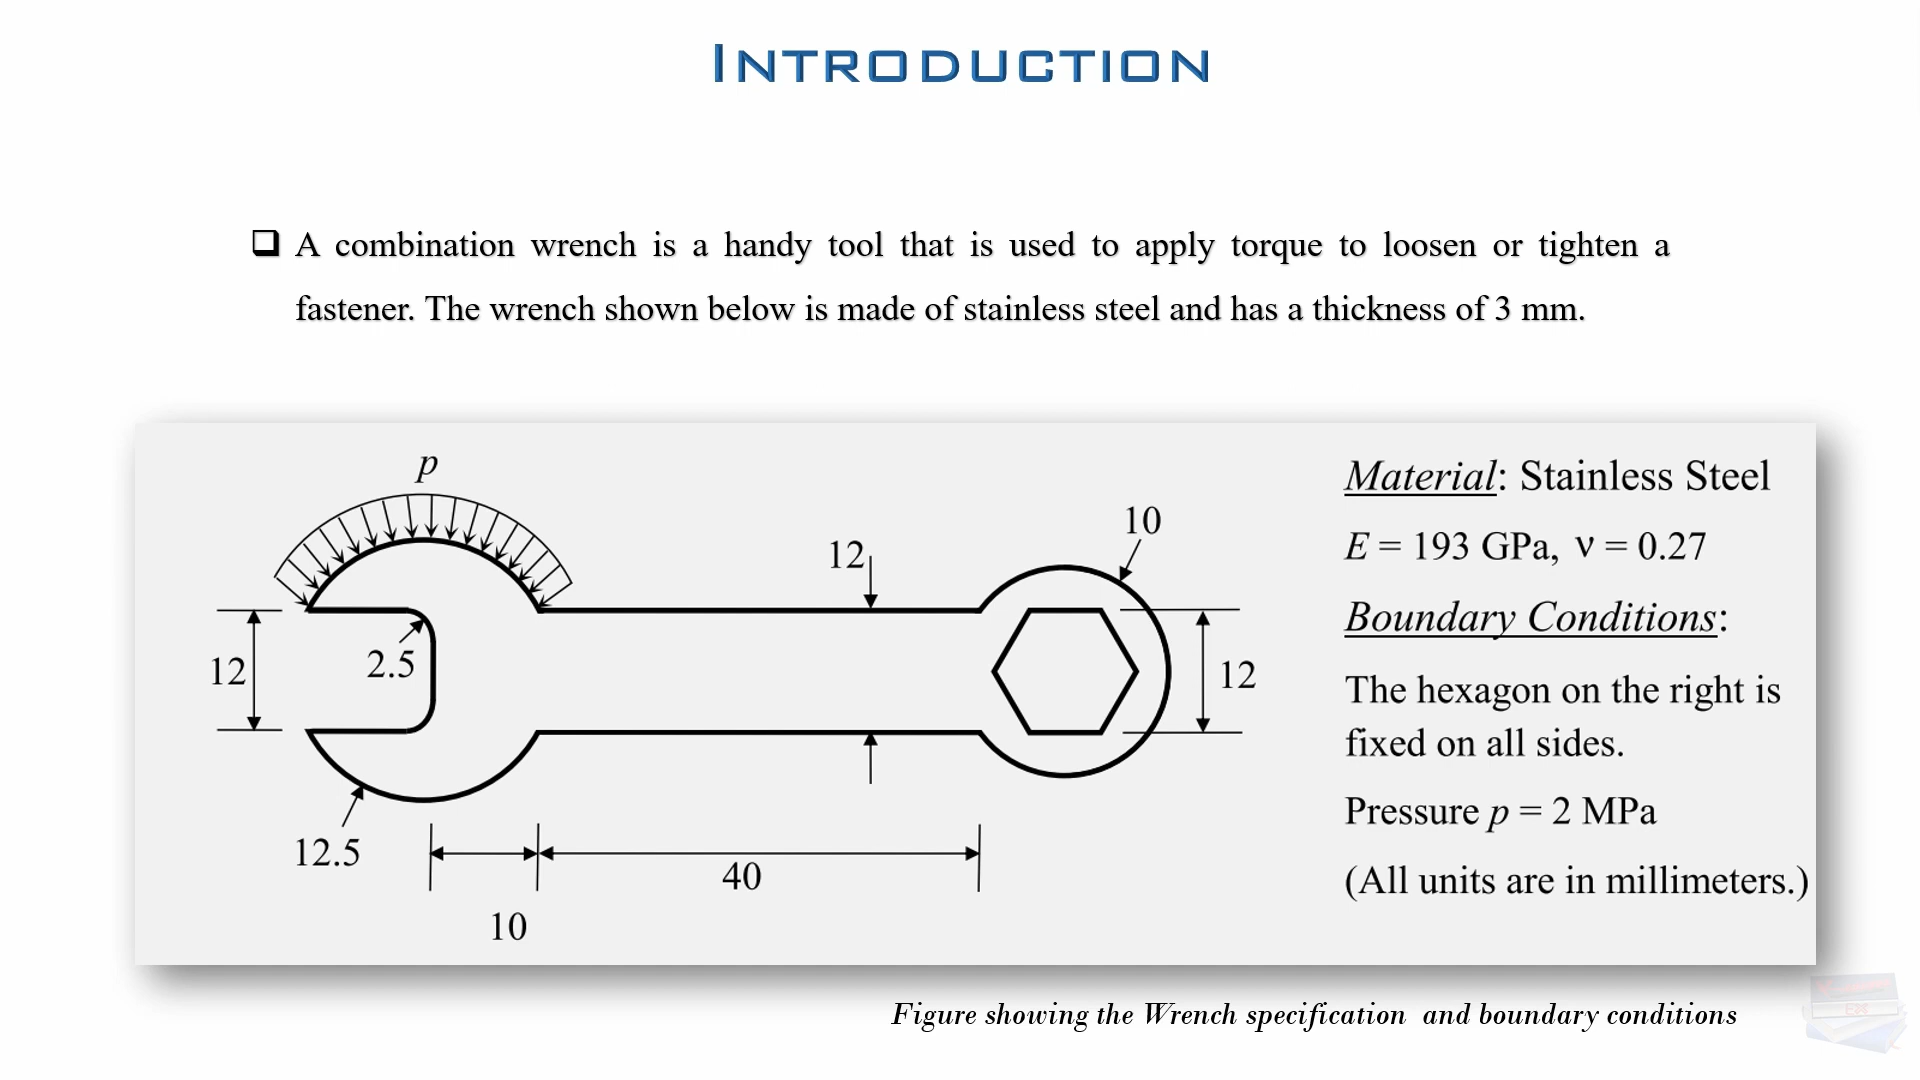 INTRODUCTION
A combination wrench is a handy tool that is used to apply torque to loosen or tighten a
fastener. The wrench shown below is made of stainless steel and has a thickness of 3 mm.
p
12
10
12
2.5
12
12.5
40
10
Material: Stainless Steel
E = 193 GPa, ν = 0.27
Boundary Conditions:
The hexagon on the right is
fixed on all sides.
Pressure p = 2 MPa
(All units are in millimeters.)
Figure showing the Wrench specification and boundary conditions